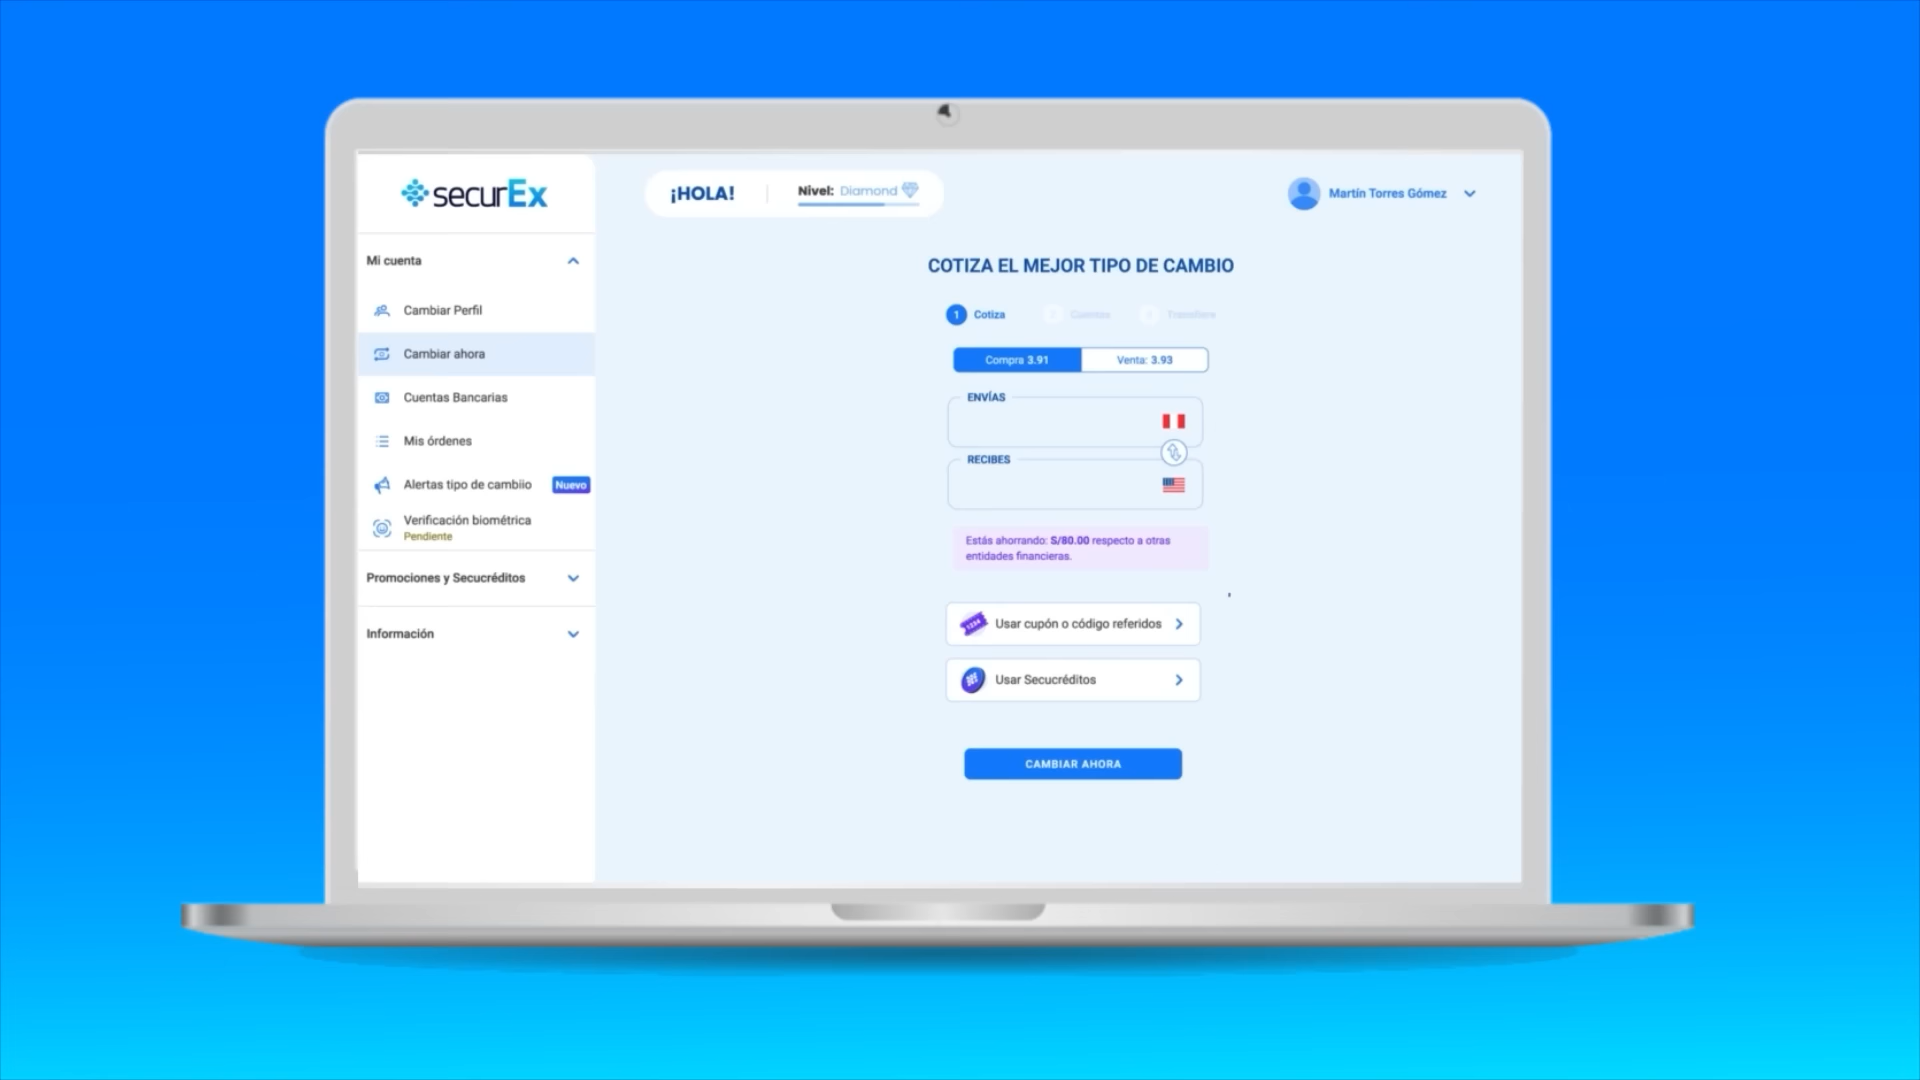 securEx
¡HOLA!
Nivel: Diamond
Martín Torres Gómez
Mi cuenta
Cambiar Perfil
Cambiar ahora
Cuentas Bancarias
Mis órdenes
Alertas tipo de cambiio
Nuevo
Verificación biométrica
Pendiente
Promociones y Secucréditos
Información
COTIZA EL MEJOR TIPO DE CAMBIO
1 Cotiza
Cuentas
Transfiere
Compra 3.91
Venta: 3.93
ENVÍAS
RECIBES
Estás ahorrando: S/80.00 respecto a otras
entidades financieras.
Usar cupón o código referidos
Usar Secucréditos
CAMBIAR AHORA